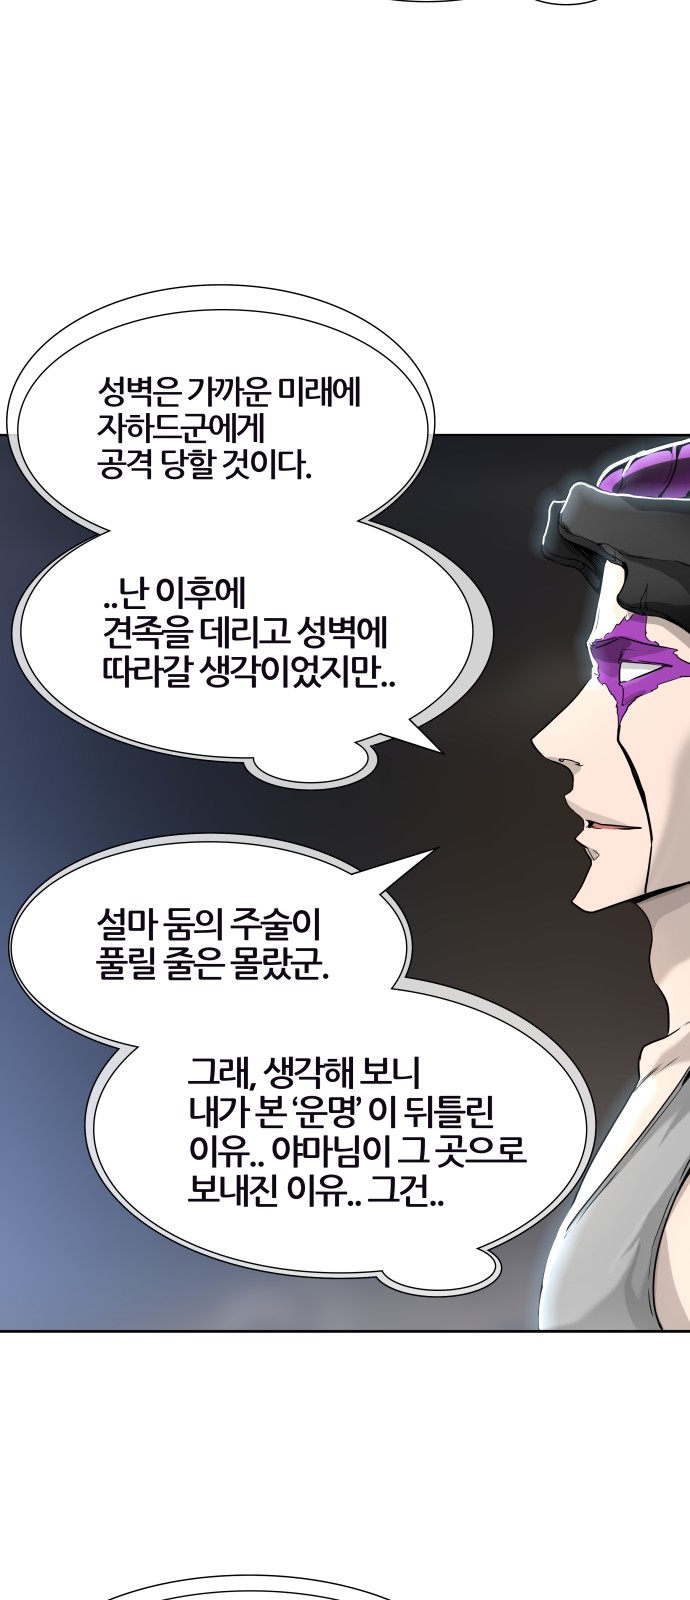 성벽은 가까운 미래에
자하드군에게
공격 당할 것이다.
..난 이후에
견족을 데리고 성벽에
따라갈 생각이었지만..
설마 둠의 주술이
풀릴 줄은 몰랐군.
그래, 생각해 보니
내가 본 ‘운명’ 이 뒤틀린
이유.. 야마님이 그 곳으로
보내진 이유.. 그건..